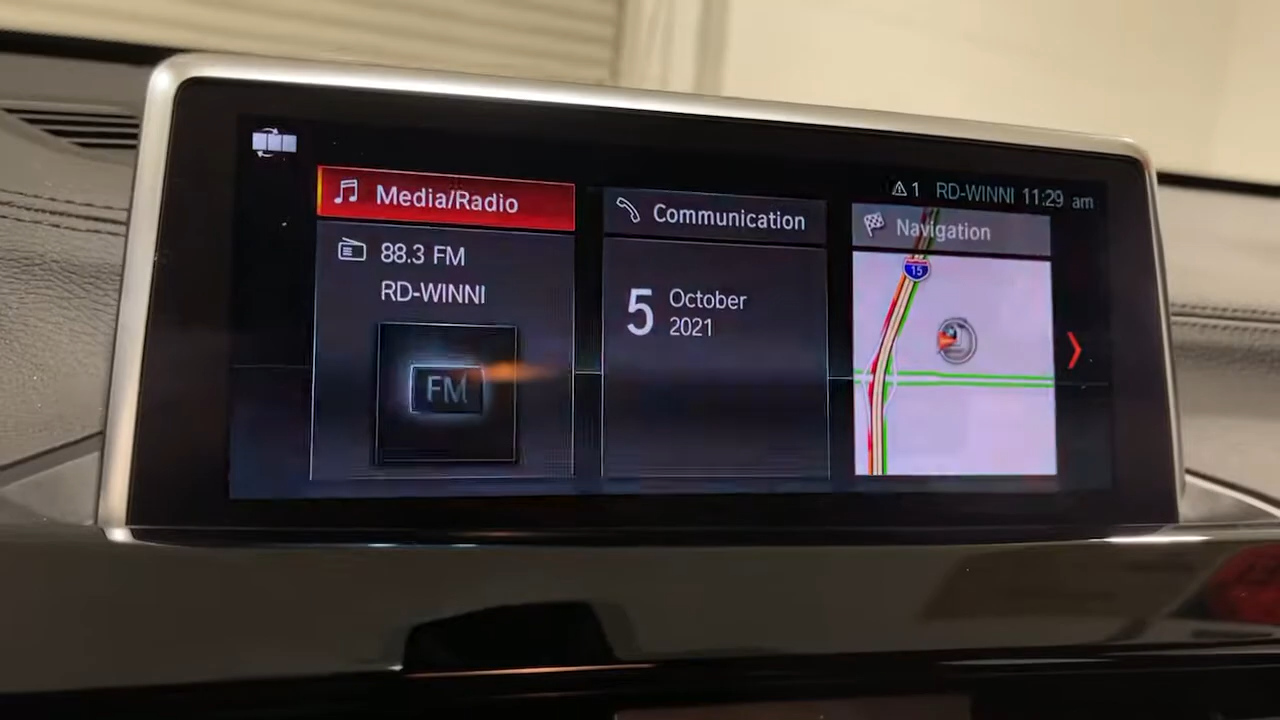 1 RD-WINNI 11:29 am
Media/Radio
88.3 FM
RD-WINNI
FM
Communication
5 October
2021
Navigation
15